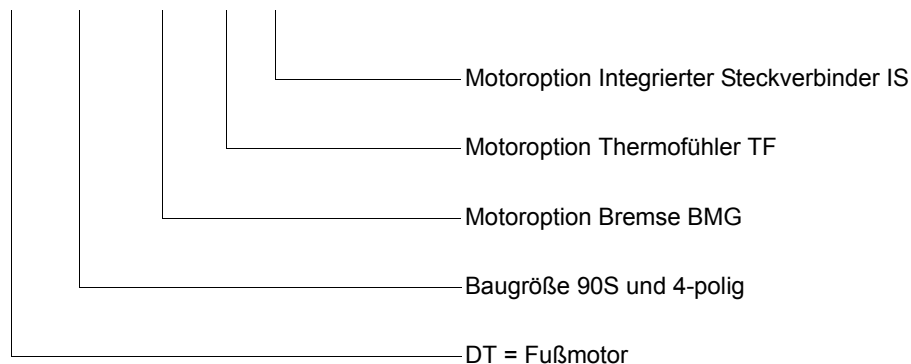 Motoroption Integrierter Steckverbinder IS
Motoroption Thermofühler TF
Motoroption Bremse BMG
Baugröße 90S und 4-polig
DT = Fußmotor